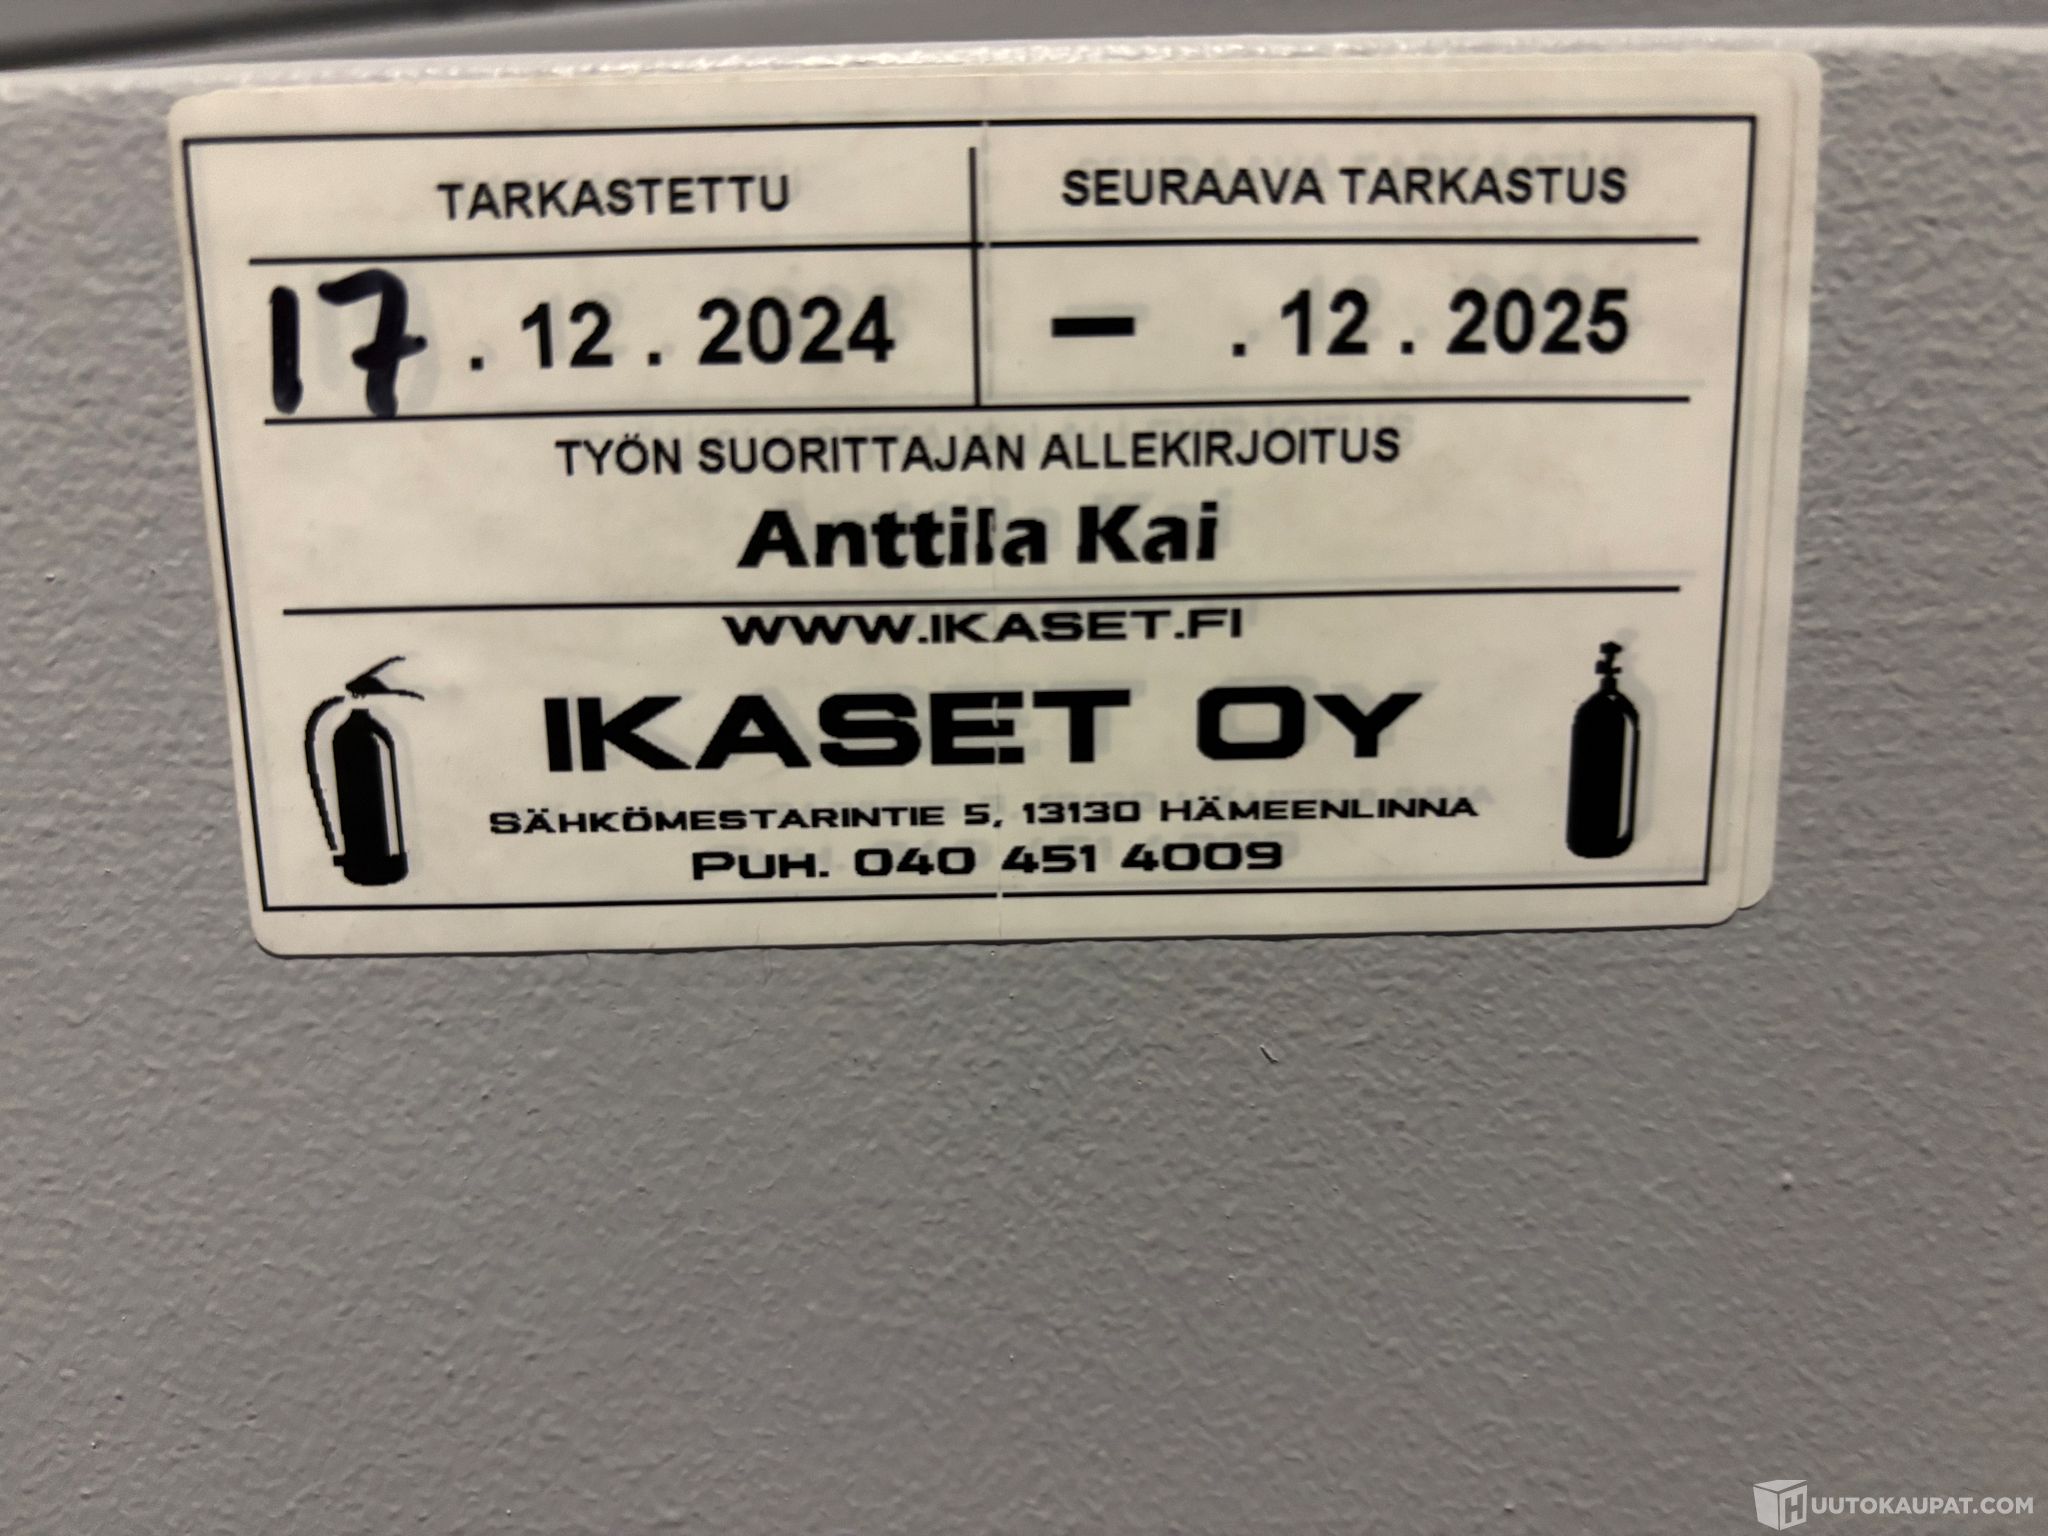 TARKASTETTU SEURAAVA TARKASTUS
17.12.2024 – .12.2025
TYÖN SUORITTAJAN ALLEKIRJOITUS
Anttila Kai
WWW.IKASET.FI
IKASET OY
SÄHKÖMESTARINTIE 5, 13130 HÄMEENLINNA
PUH. 040 451 4009
HUUTOKAUPAT.COM